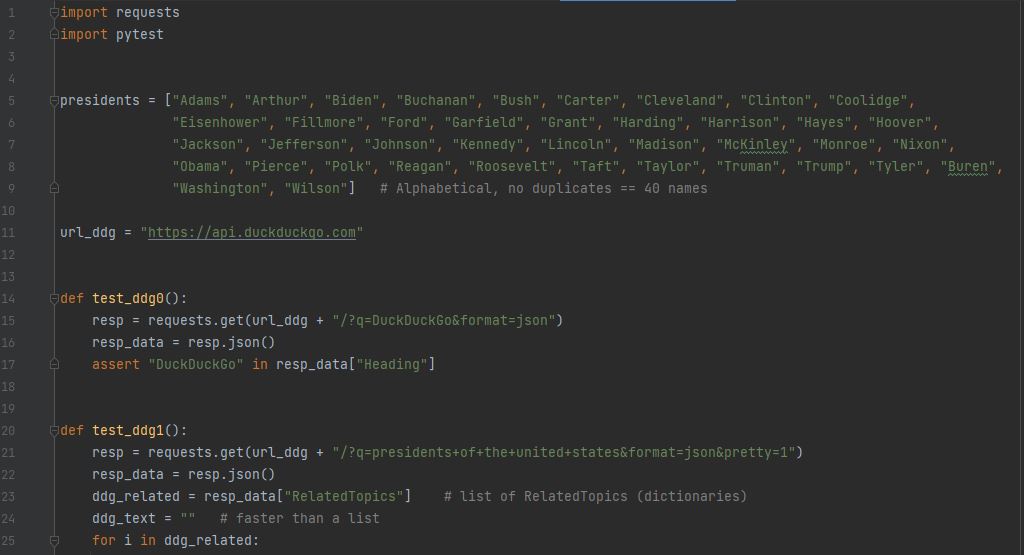 1 import requests
2 import pytest
3
4
5 presidents = ["Adams", "Arthur", "Biden", "Buchanan", "Bush", "Carter", "Cleveland", "Clinton", "Coolidge",
6 "Eisenhower", "Fillmore", "Ford", "Garfield", "Grant", "Harding", "Harrison", "Hayes", "Hoover",
7 "Jackson", "Jefferson", "Johnson", "Kennedy", "Lincoln", "Madison", "McKinley", "Monroe", "Nixon",
8 "Obama", "Pierce", "Polk", "Reagan", "Roosevelt", "Taft", "Taylor", "Truman", "Trump", "Tyler", "Buren",
9 "Washington", "Wilson"] # Alphabetical, no duplicates == 40 names
10
11 url_ddg = "https://api.duckduckgo.com"
12
13
14 def test_ddg0():
15 resp = requests.get(url_ddg + "/?q=DuckDuckGo&format=json")
16 resp_data = resp.json()
17 assert "DuckDuckGo" in resp_data["Heading"]
18
19
20 def test_ddg1():
21 resp = requests.get(url_ddg + "/?q=presidents+of+the+united+states&format=json&pretty=1")
22 resp_data = resp.json()
23 ddg_related = resp_data["RelatedTopics"] # list of RelatedTopics (dictionaries)
24 ddg_text = "" # faster than a list
25 for i in ddg_related: